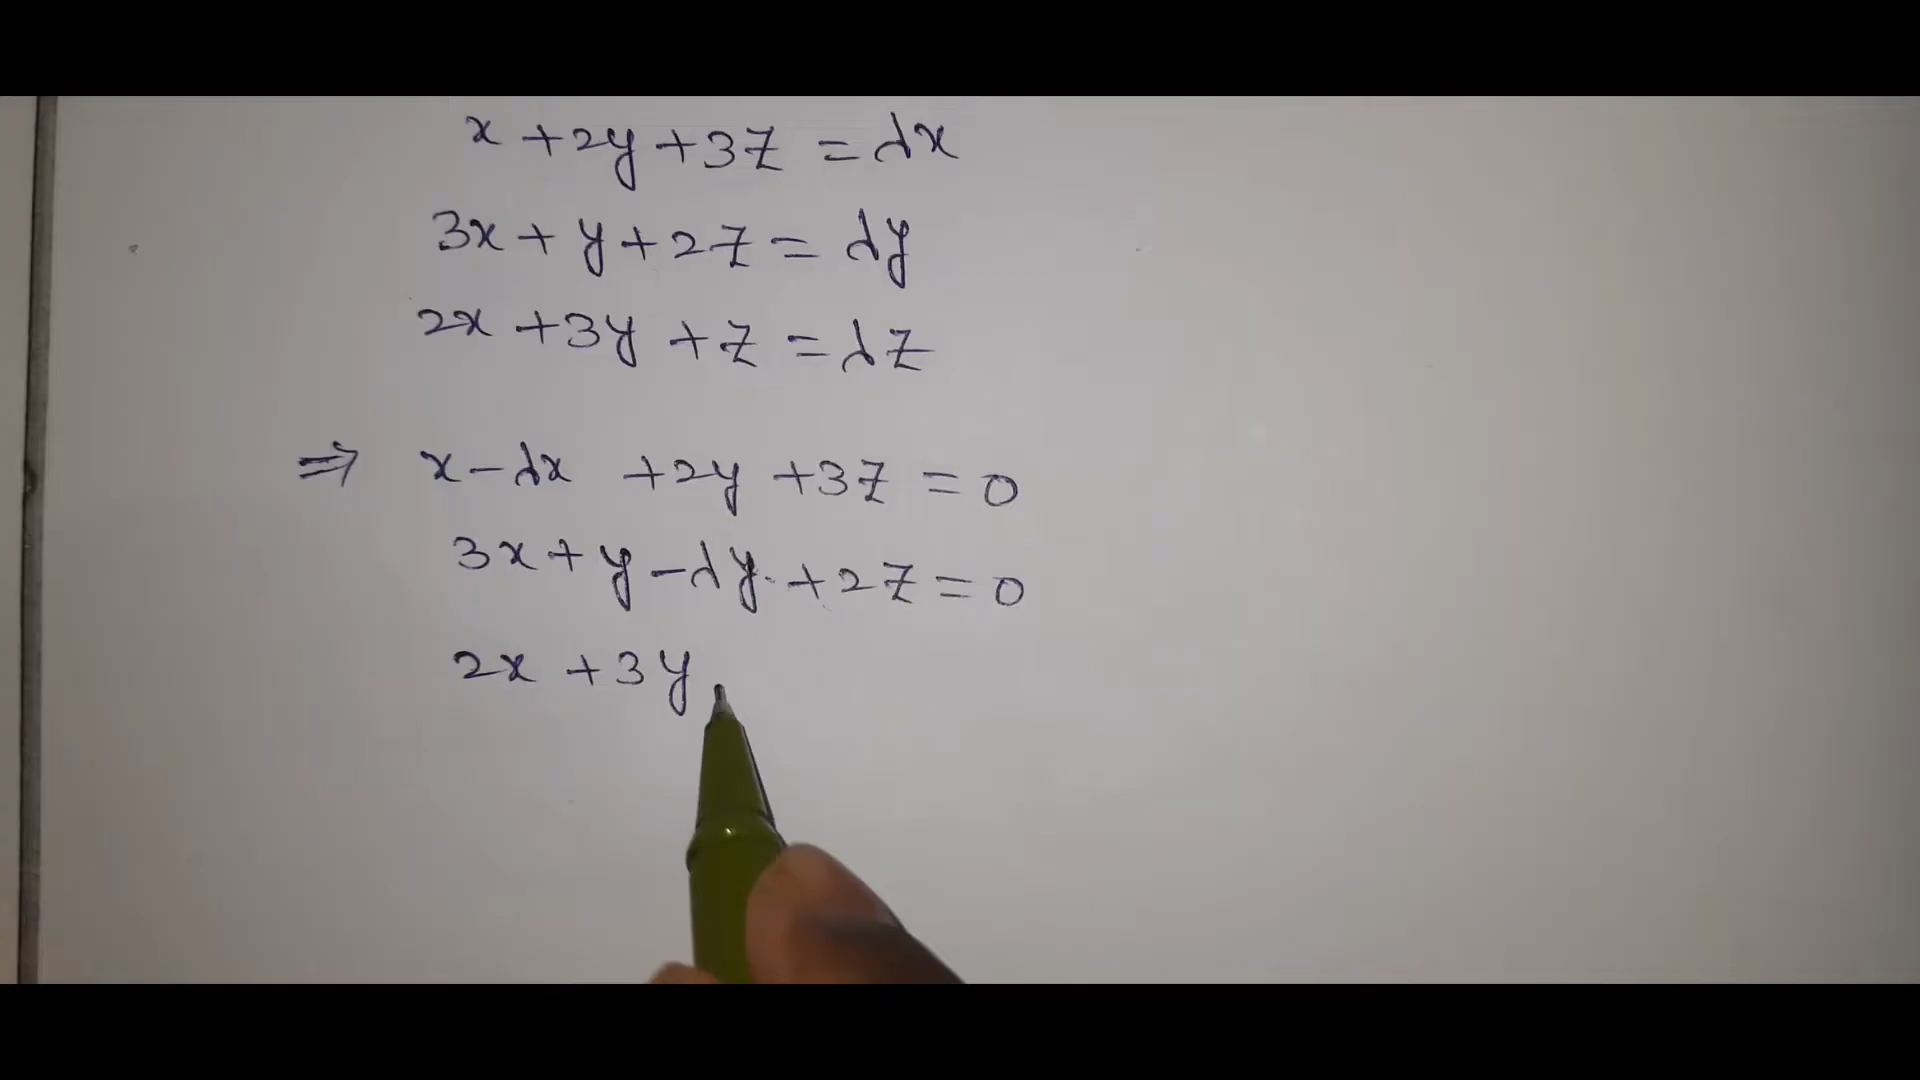 x + 2y + 3z = λx
3x + y + 2z = λy
2x + 3y + z = λz
⇒ x - λx + 2y + 3z = 0
3x + y - λy + 2z = 0
2x + 3y